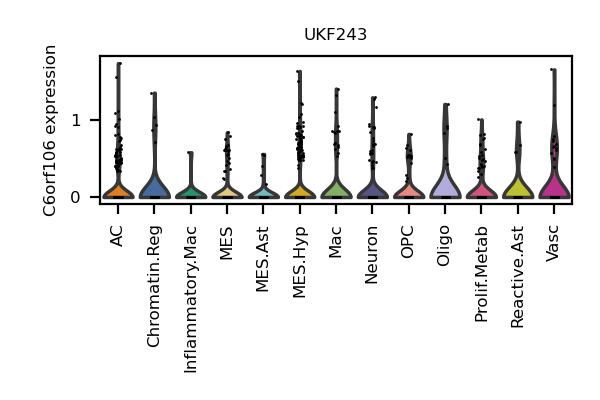 UKF243
C6orf106 expression
1
0
AC
Chromatin.Reg
Inflammatory.Mac
MES
MES.Ast
MES.Hyp
Mac
Neuron
OPC
Oligo
Prolif.Metab
Reactive.Ast
Vasc